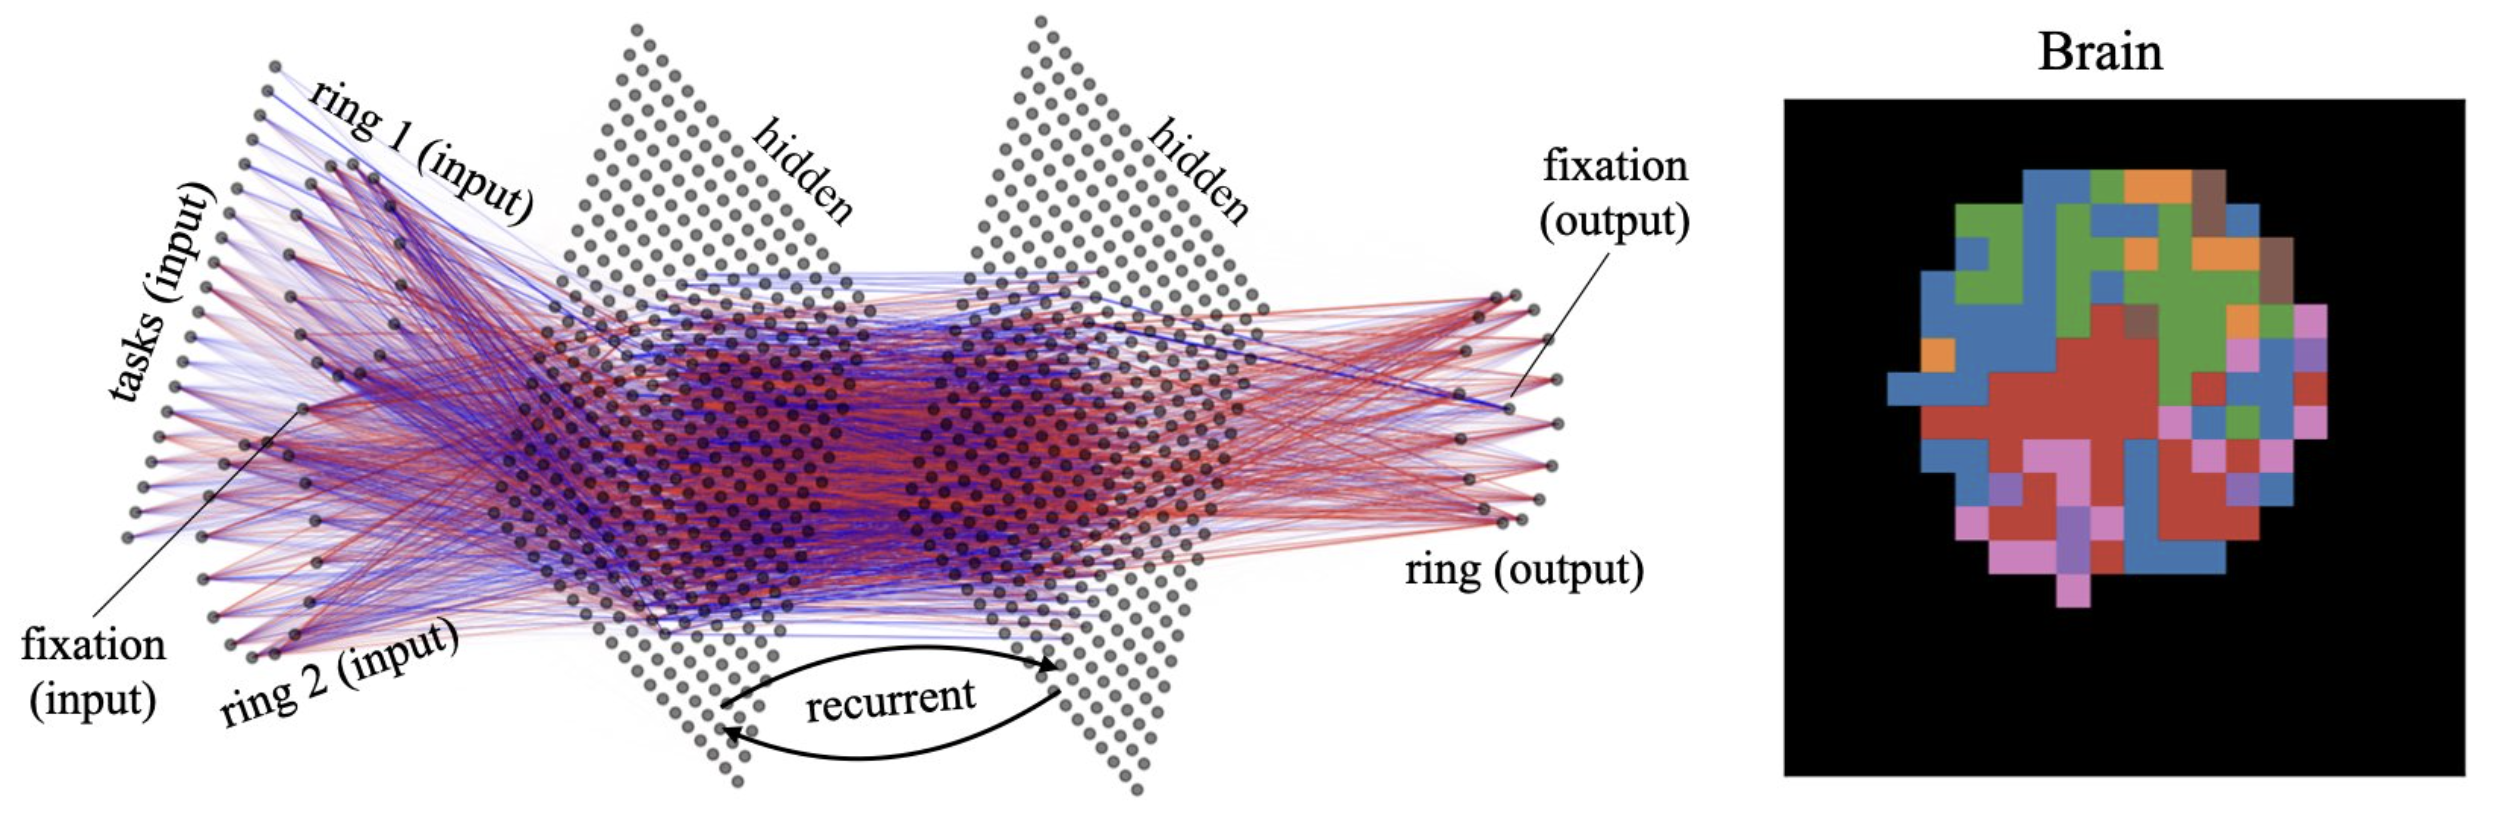 tasks (input)
ring 1 (input)
hidden
hidden
fixation
(output)
ring (output)
fixation
(input)
ring 2 (input)
recurrent
Brain